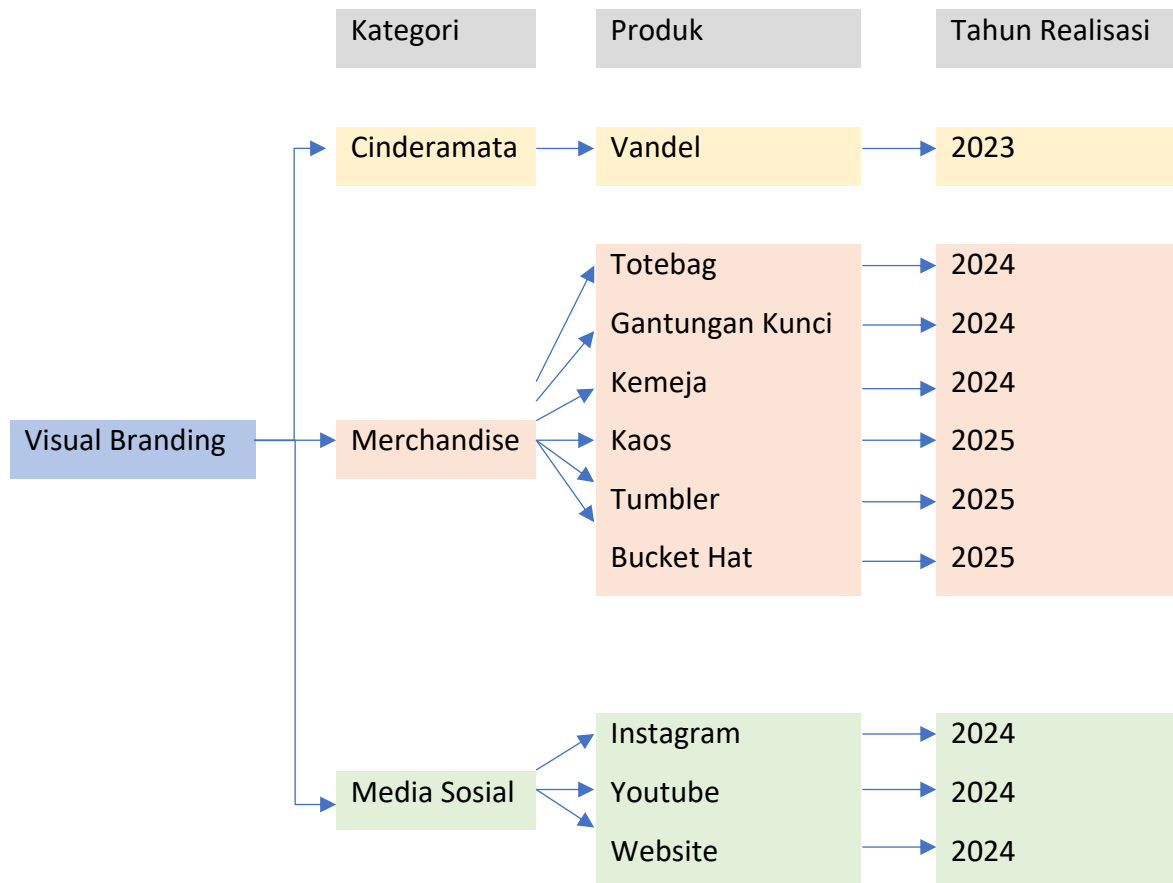 Kategori Produk Tahun Realisasi
Cinderamata Vandel 2023
Totebag 2024
Gantungan Kunci 2024
Kemeja 2024
Visual Branding Merchandise Kaos 2025
Tumbler 2025
Bucket Hat 2025
Instagram 2024
Media Sosial Youtube 2024
Website 2024